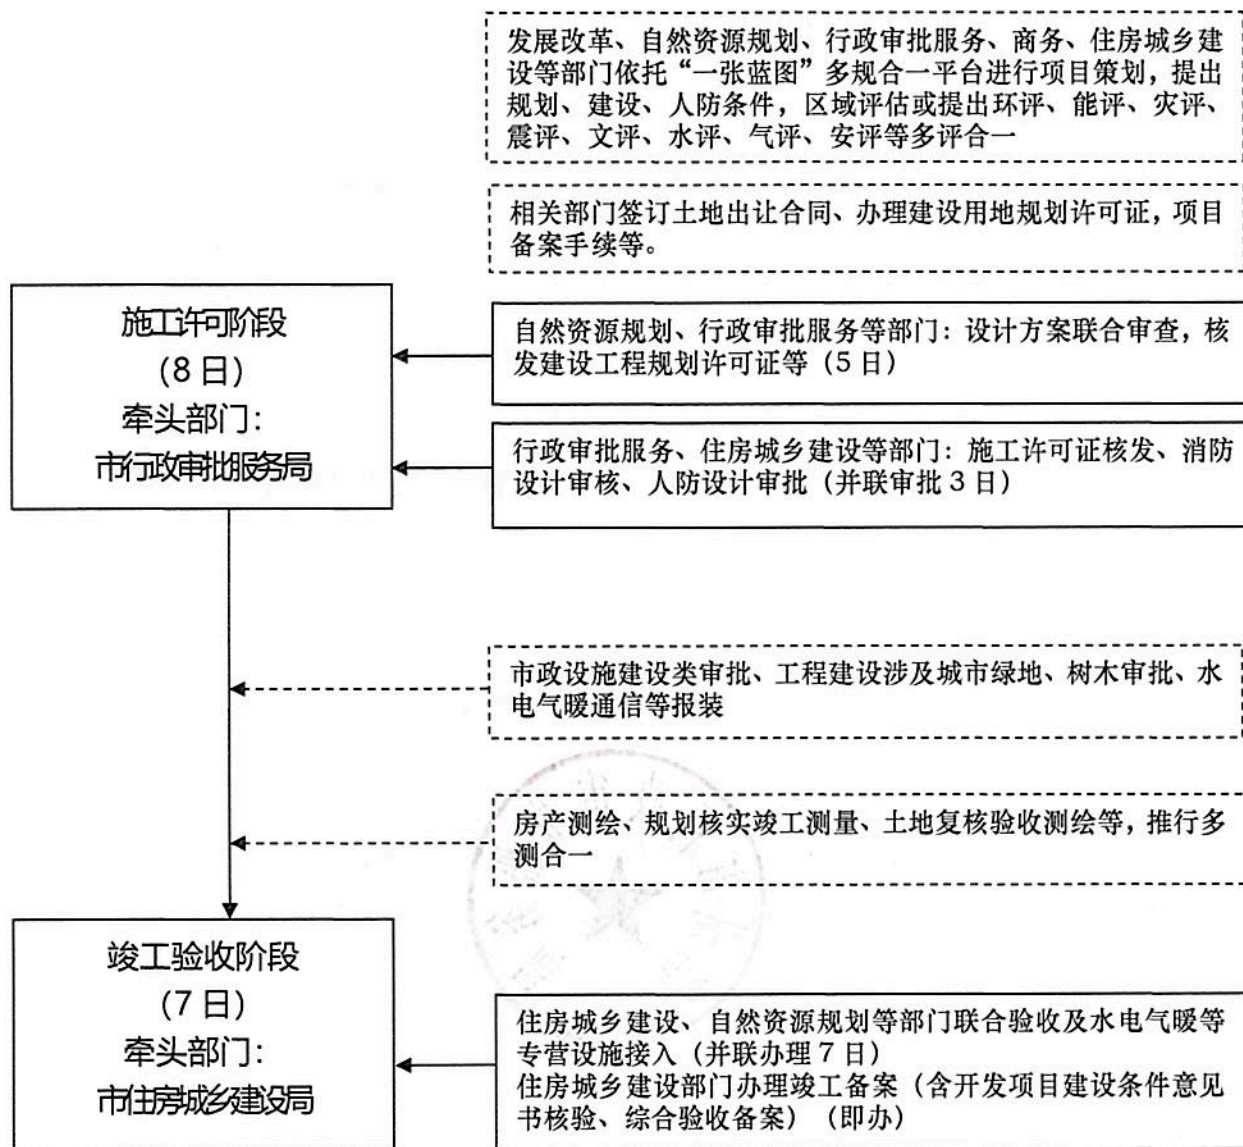 发展改革、自然资源规划、行政审批服务、商务、住房城乡建
设等部门依托“一张蓝图”多规合一平台进行项目策划，提出
规划、建设、人防条件，区域评估或提出环评、能评、灾评、
震评、文评、水评、气评、安评等多评合一
相关部门签订土地出让合同、办理建设用地规划许可证，项目
备案手续等。
施工许可阶段
（8 日）
牵头部门：
市行政审批服务局
自然资源规划、行政审批服务等部门：设计方案联合审查，核
发建设工程规划许可证等（5 日）
行政审批服务、住房城乡建设等部门：施工许可证核发、消防
设计审核、人防设计审批（并联审批 3 日）
市政设施建设类审批、工程建设涉及城市绿地、树木审批、水
电气暖通信等报装
房产测绘、规划核实竣工测量、土地复核验收测绘等，推行多
测合一
竣工验收阶段
（7 日）
牵头部门：
市住房城乡建设局
住房城乡建设、自然资源规划等部门联合验收及水电气暖等
专营设施接入（并联办理 7 日）
住房城乡建设部门办理竣工备案（含开发项目建设条件意见
书核验、综合验收备案）（即办）